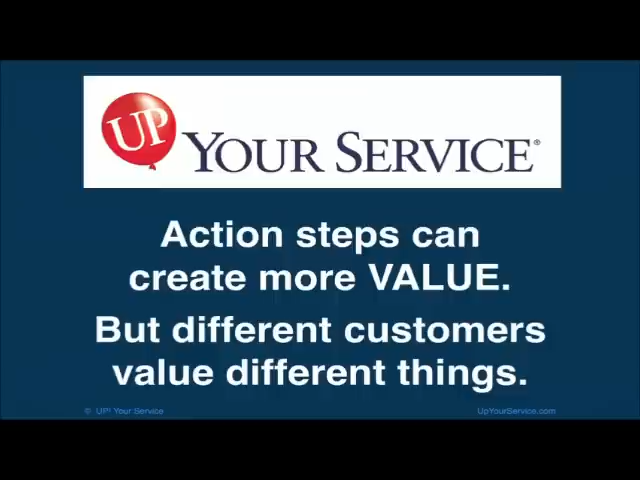 UP YOUR SERVICE®
Action steps can
create more VALUE.
But different customers
value different things.
© UP! Your Service
UpYourService.com